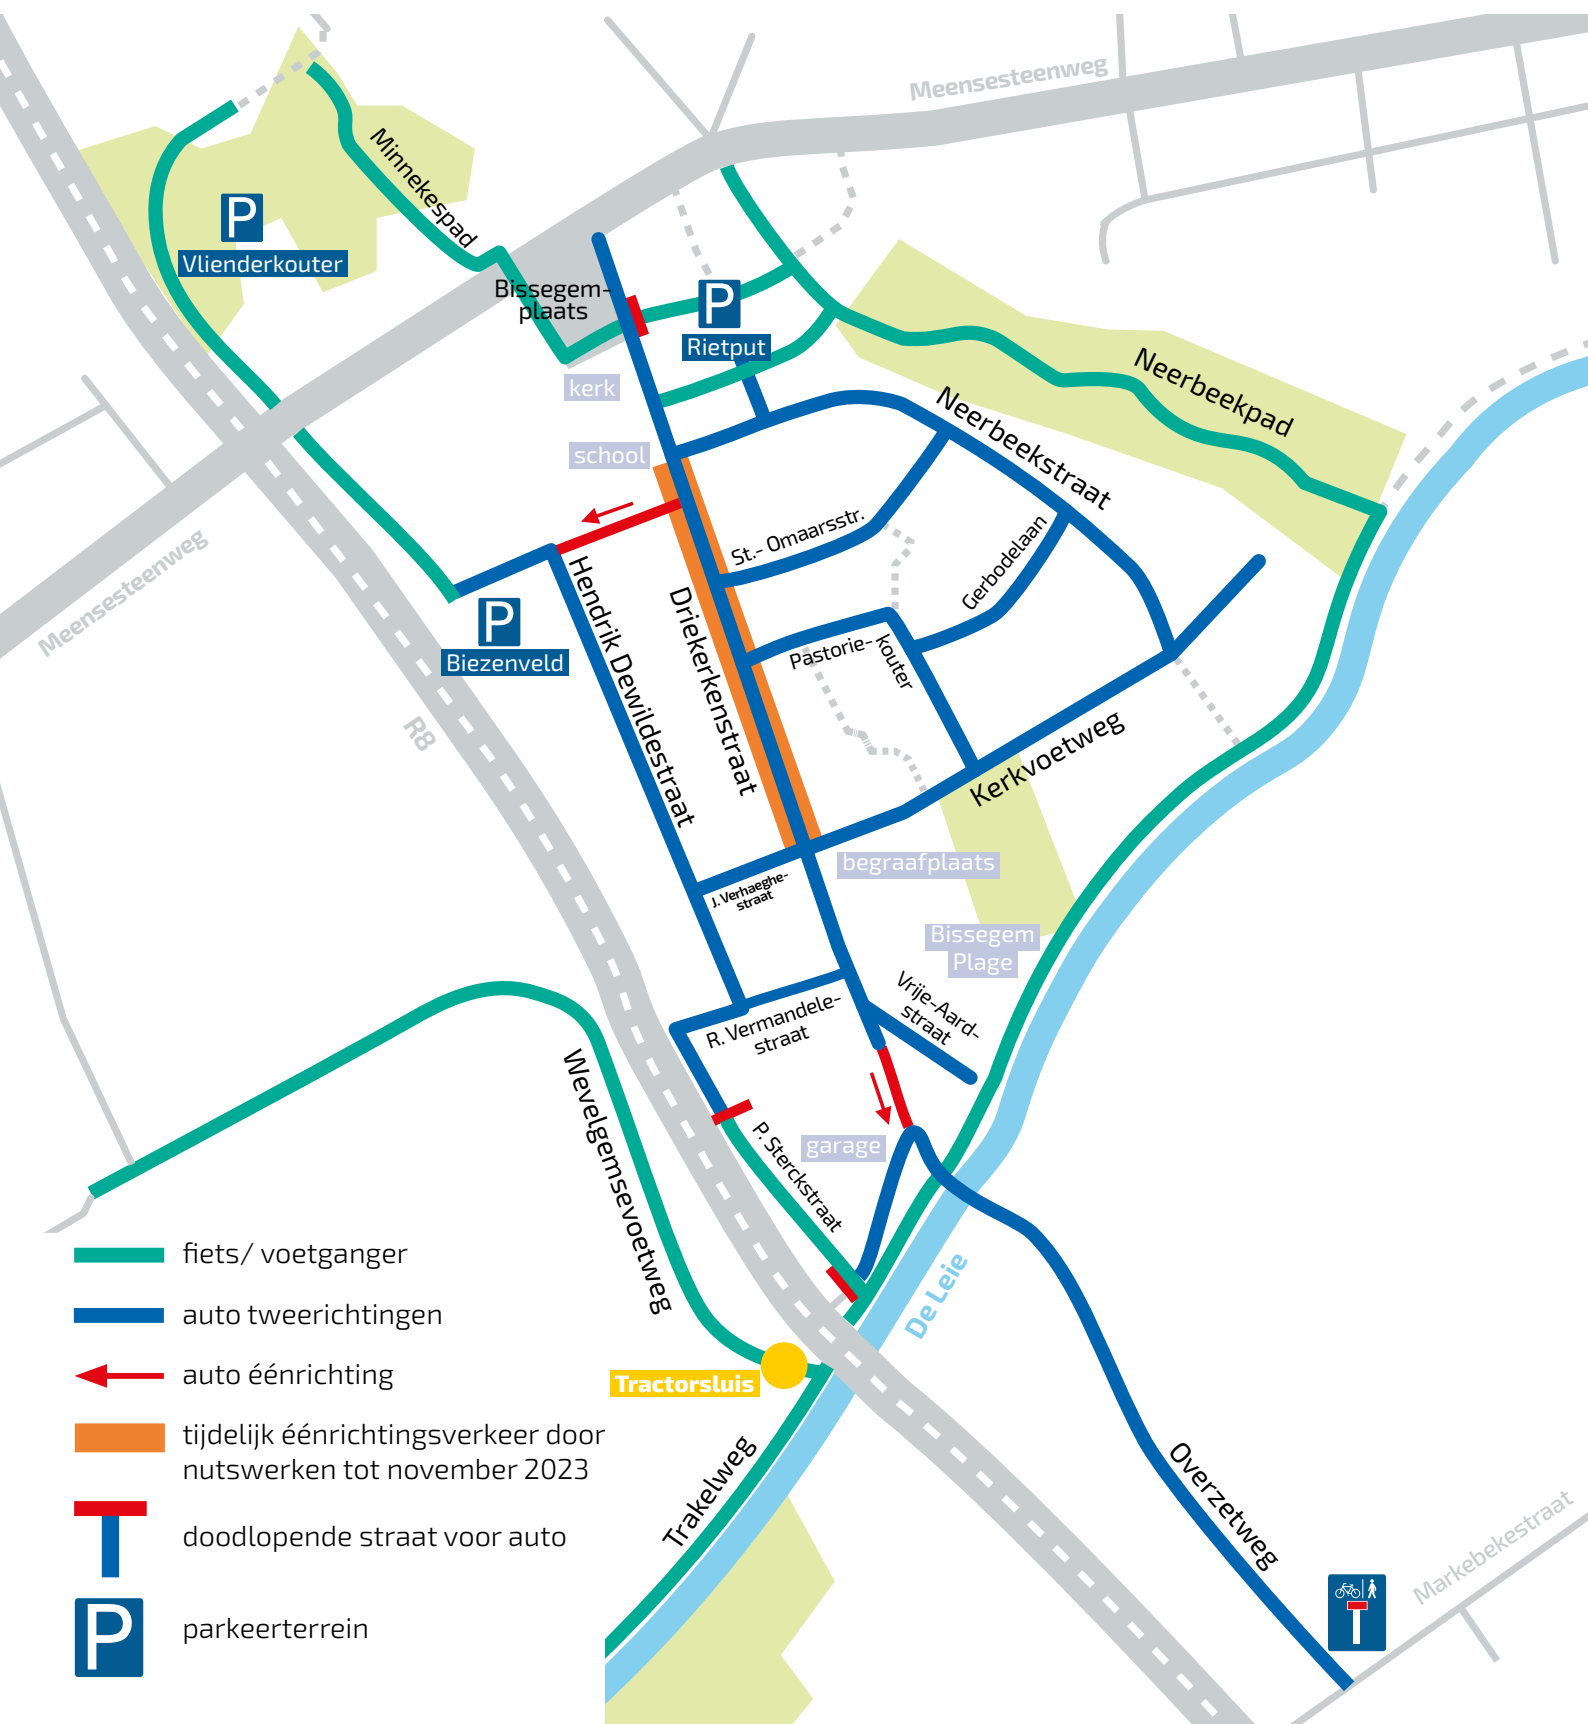 Meensesteenweg
Minnekespad
P
Vlienderkouter
Bissegem-
plaats
P
Rietput
kerk
Neerbeekpad
Neerbeekstraat
school
St.- Omaarsstr.
Gerbodelaan
Meensesteenweg
Hendrik Dewildestraat
Driekerkenstraat
P
Biezenveld
Pastorie-
kouter
R8
Kerkvoetweg
begraafplaats
J. Verhaeghe-
straat
Bissegem
Plage
Vrije-Aard-
straat
R. Vermandele-
straat
Wevelgemsevoetweg
P. Sterckstraat
garage
De Leie
Tractorsluis
Trakelweg
Overzetweg
Markebekestraat
fiets/ voetganger
auto tweerichtingen
auto éénrichting
tijdelijk éénrichtingsverkeer door
nutswerken tot november 2023
doodlopende straat voor auto
P
parkeerterrein